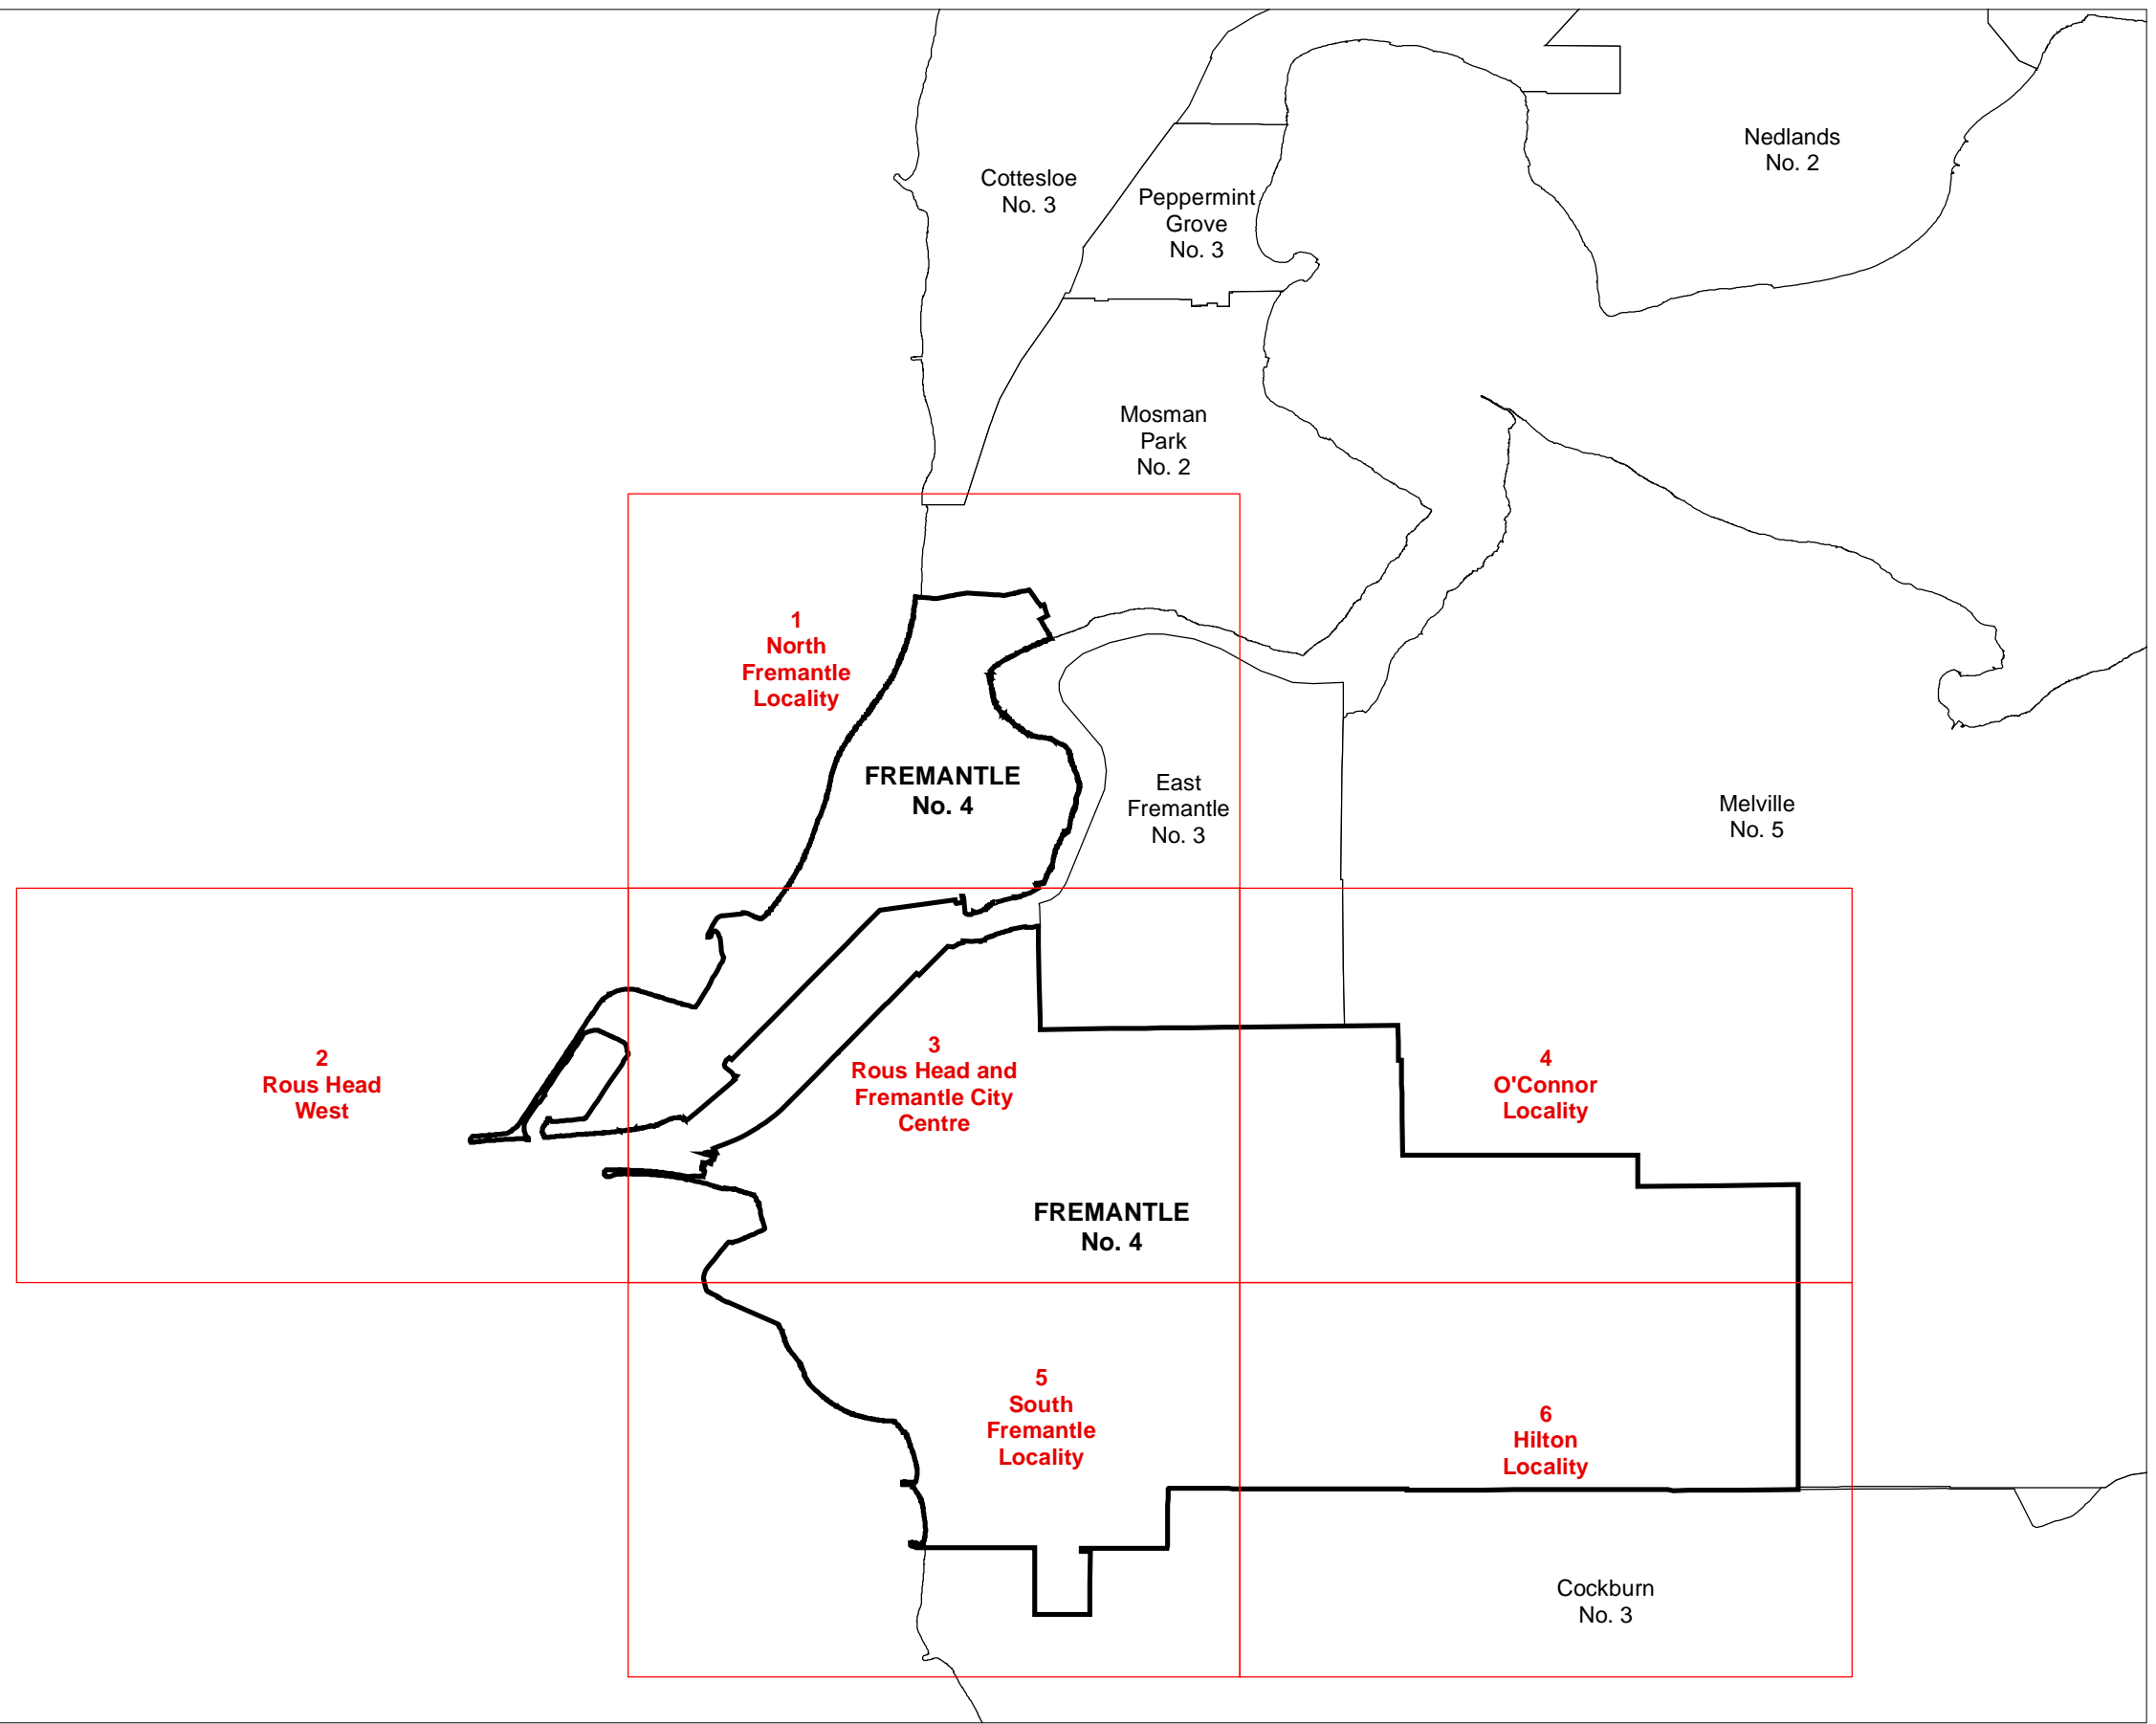 Nedlands
No. 2
Cottesloe
No. 3
Peppermint
Grove
No. 3
Mosman
Park
No. 2
1
North
Fremantle
Locality
FREMANTLE
No. 4
East
Fremantle
No. 3
Melville
No. 5
2
Rous Head
West
3
Rous Head and
Fremantle City
Centre
4
O'Connor
Locality
FREMANTLE
No. 4
5
South
Fremantle
Locality
6
Hilton
Locality
Cockburn
No. 3